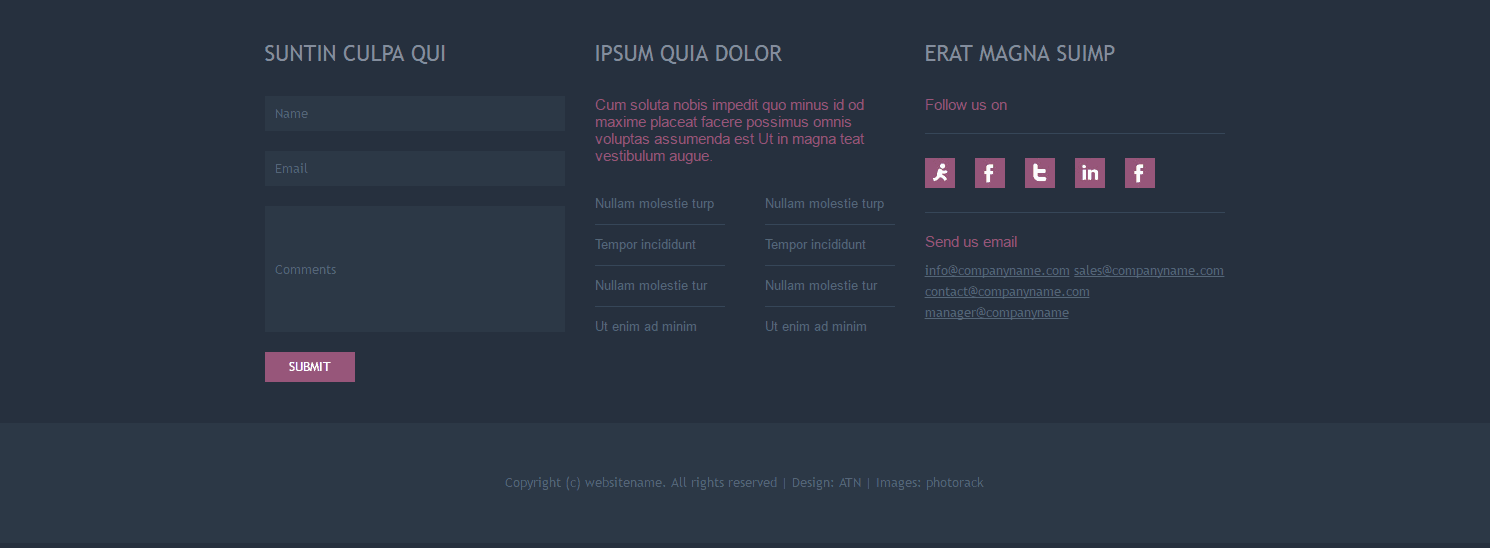 SUNTIN CULPA QUI
Name
Email
Comments
SUBMIT
IPSUM QUIA DOLOR
Cum soluta nobis impedit quo minus id od
maxime placeat facere possimus omnis
voluptas assumenda est Ut in magna teat
vestibulum augue.
Nullam molestie turp
Tempor incididunt
Nullam molestie tur
Ut enim ad minim
Nullam molestie turp
Tempor incididunt
Nullam molestie tur
Ut enim ad minim
ERAT MAGNA SUIMP
Follow us on
Send us email
info@companyname.com sales@companyname.com
contact@companyname.com
manager@companyname
Copyright (c) websitename. All rights reserved | Design: ATN | Images: photorack